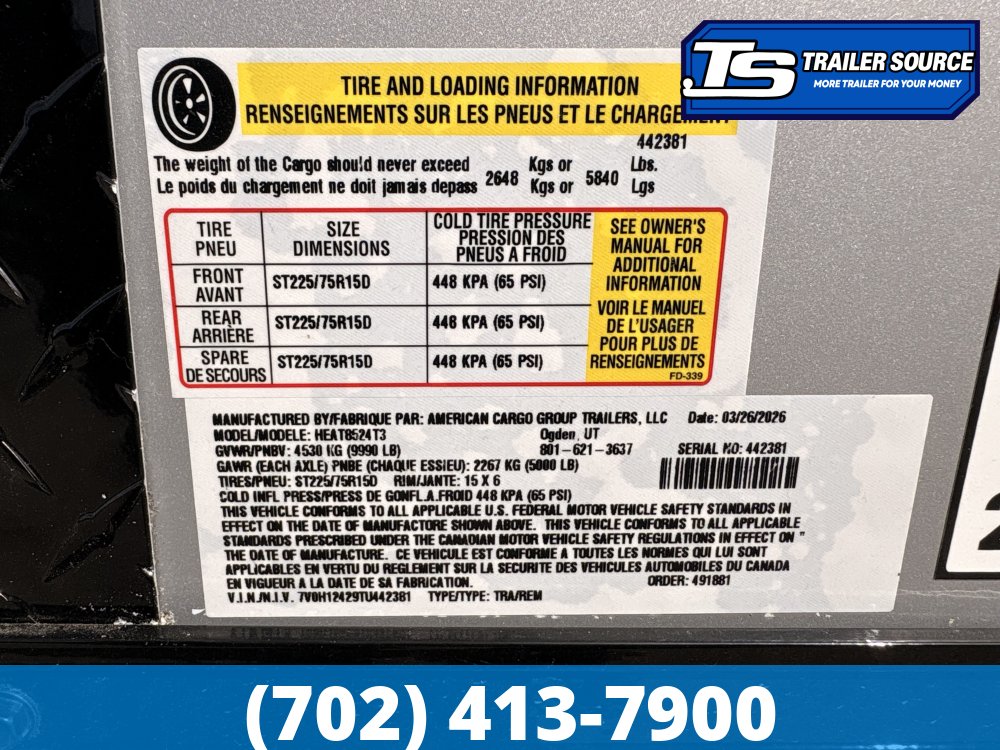 TS TRAILER SOURCE
MORE TRAILER FOR YOUR MONEY
TIRE AND LOADING INFORMATION
RENSEIGNEMENTS SUR LES PNEUS ET LE CHARGEMENT
442381
The weight of the Cargo should never exceed 2648 Kgs or 5840 Lbs.
Le poids du chargement ne doit jamais depass Kgs or Lgs
TIRE PNEU SIZE DIMENSIONS COLD TIRE PRESSURE PRESSION DES PNEUS A FROID
FRONT AVANT ST225/75R15D 448 KPA (65 PSI)
REAR ARRIÈRE ST225/75R15D 448 KPA (65 PSI)
SPARE DE SECOURS ST225/75R15D 448 KPA (65 PSI)
SEE OWNER'S
MANUAL FOR
ADDITIONAL
INFORMATION
VOIR LE MANUEL
DE L'USAGER
POUR PLUS DE
RENSEIGNEMENTS
FD-339
MANUFACTURED BY/FABRIQUE PAR: AMERICAN CARGO GROUP TRAILERS, LLC Date: 03/26/2026
MODEL/MODELE: HEAT8524T3 Ogden, UT
GVWR/PNBV: 4530 KG (9990 LB) 801-621-3637 SERIAL NO: 442381
GAWR (EACH AXLE) PNBE (CHAQUE ESSIEU): 2267 KG (5000 LB)
TIRES/PNEU: ST225/75R15D RIM/JANTE: 15 X 6
COLD INFL PRESS/PRESS DE GONFL.A.FROID 448 KPA (65 PSI)
THIS VEHICLE CONFORMS TO ALL APPLICABLE U.S. FEDERAL MOTOR VEHICLE SAFETY STANDARDS IN
EFFECT ON THE DATE OF MANUFACTORE SHOWN ABOVE. THIS VEHICLE CONFORMS TO ALL APPLICABLE
STANDARDS PRESCRIBED UNDER THE CANADIAN MOTOR VEHICLE SAFETY REGULATIONS IN EFFECT ON "
THE DATE OF MANUFACTURE. CE VEHICULE EST CONFORME A TOUTES LES NORMES QUI LUI SONT
APPLICABLES EN VERTU DU REGLEMENT SUR LA SECURITE DES VEHICULES AUTOMOBILES DU CANADA
EN VIGUEUR A LA DATE DE SA FABRICATION. ORDER: 491881
V.I.N./N.I.V. 7V0H12429TU442381 TYPE/TYPE: TRA/REM
(702) 413-7900